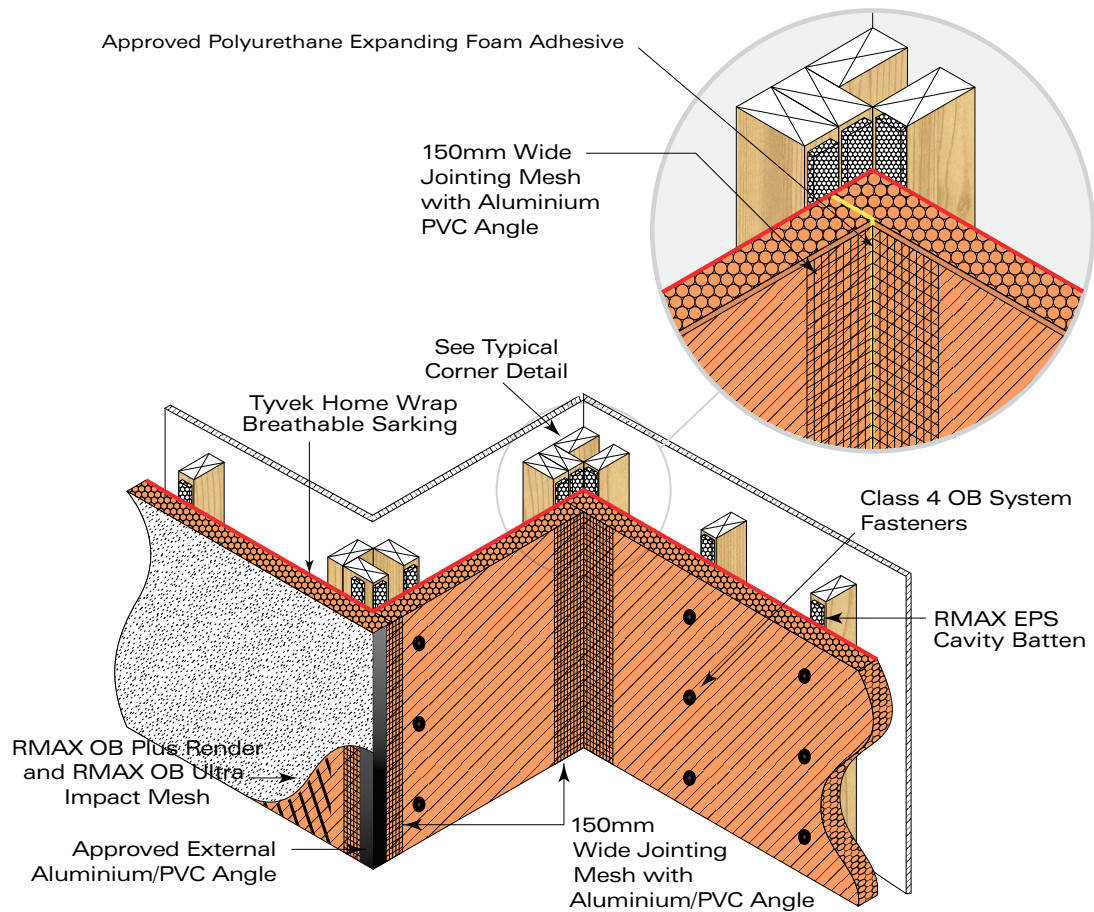 Approved Polyurethane Expanding Foam Adhesive
150mm Wide
Jointing Mesh
with Aluminium
PVC Angle
See Typical
Corner Detail
Tyvek Home Wrap
Breathable Sarking
Class 4 OB System
Fasteners
RMAX EPS
Cavity Batten
RMAX OB Plus Render
and RMAX OB Ultra
Impact Mesh
Approved External
Aluminium/PVC Angle
150mm
Wide Jointing
Mesh with
Aluminium/PVC Angle